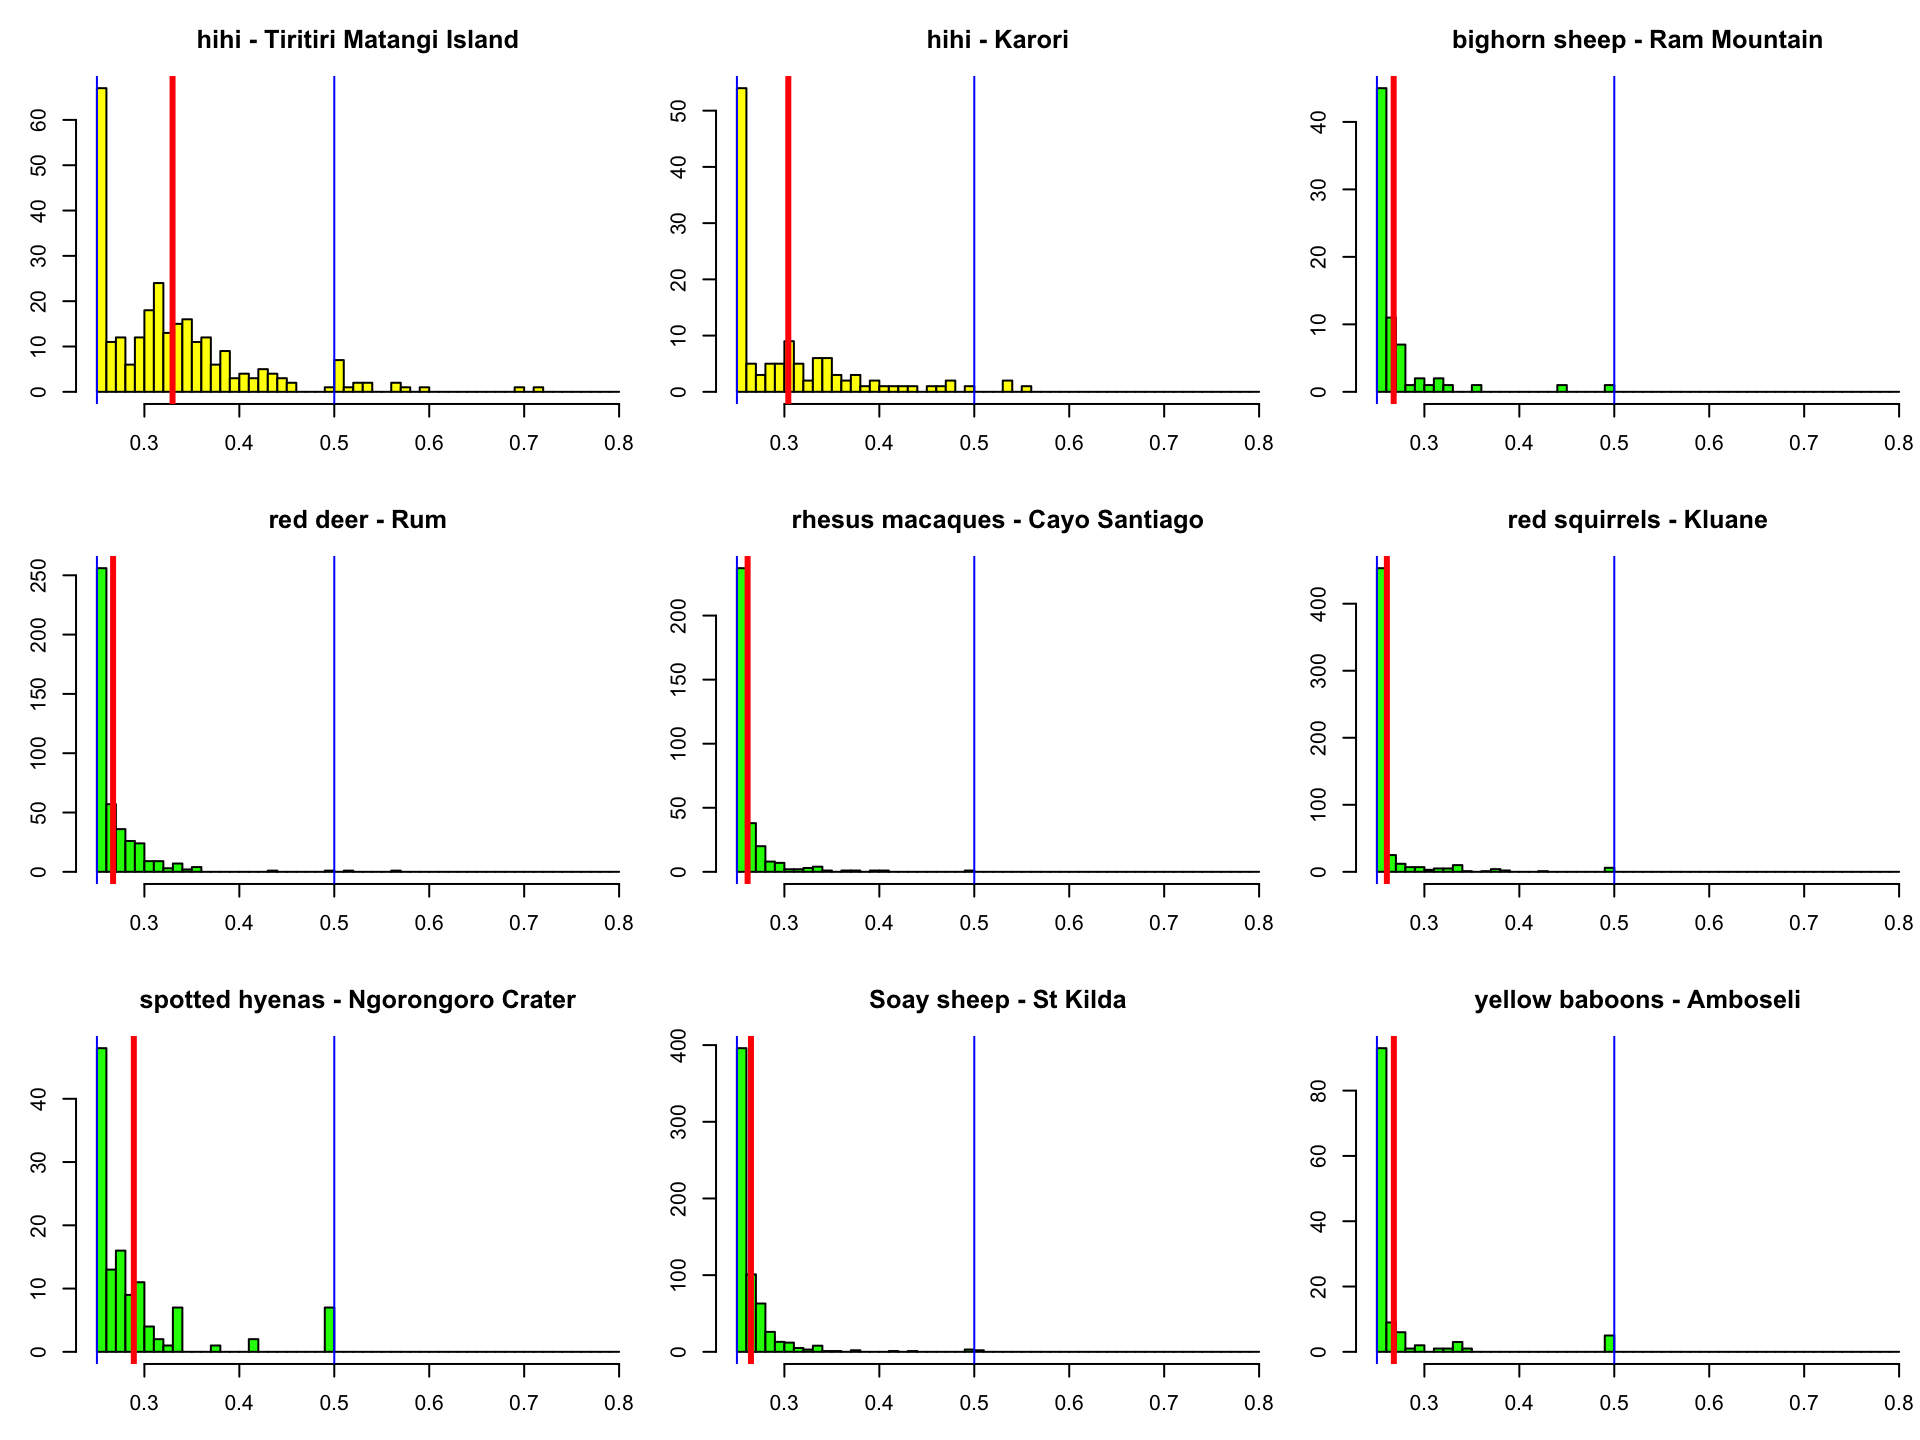 hihi - Tiritiri Matangi Island
0 10 20 30 40 50 60
0.3 0.4 0.5 0.6 0.7 0.8
hihi - Karori
0 10 20 30 40 50
0.3 0.4 0.5 0.6 0.7 0.8
bighorn sheep - Ram Mountain
0 10 20 30 40
0.3 0.4 0.5 0.6 0.7 0.8
red deer - Rum
0 50 100 150 200 250
0.3 0.4 0.5 0.6 0.7 0.8
rhesus macaques - Cayo Santiago
0 50 100 150 200
0.3 0.4 0.5 0.6 0.7 0.8
red squirrels - Kluane
0 100 200 300 400
0.3 0.4 0.5 0.6 0.7 0.8
spotted hyenas - Ngorongoro Crater
0 10 20 30 40
0.3 0.4 0.5 0.6 0.7 0.8
Soay sheep - St Kilda
0 100 200 300 400
0.3 0.4 0.5 0.6 0.7 0.8
yellow baboons - Amboseli
0 20 40 60 80
0.3 0.4 0.5 0.6 0.7 0.8